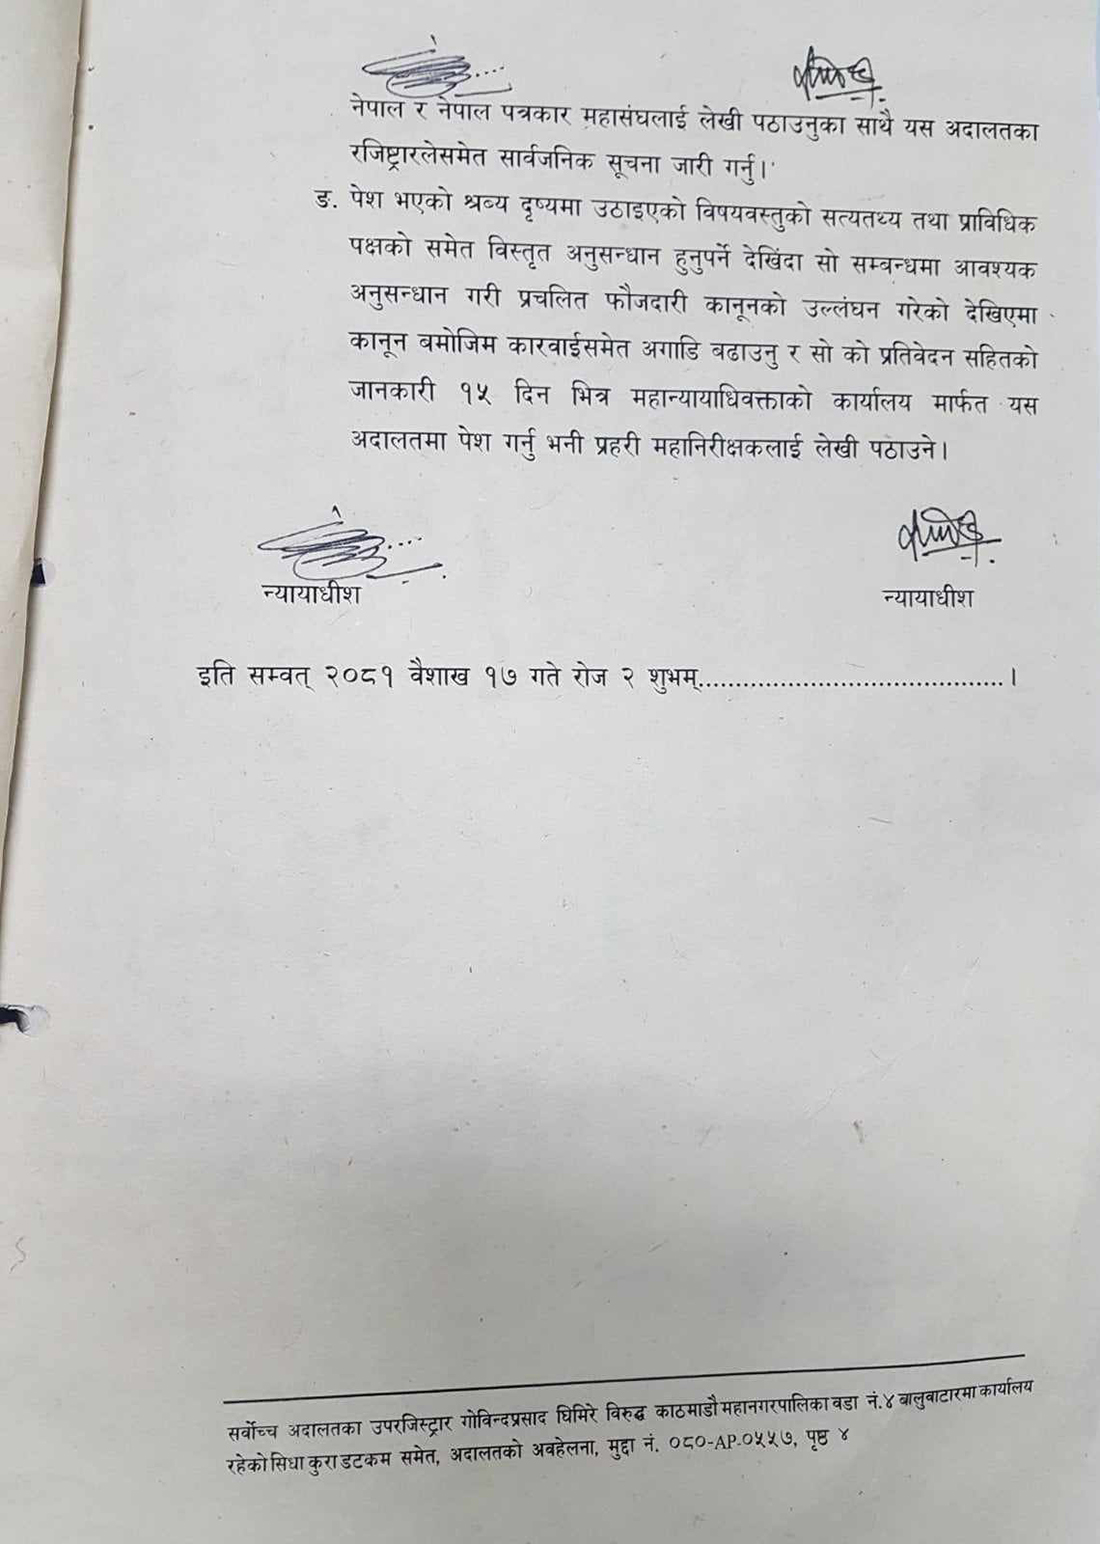 नेपाल र नेपाल पत्रकार महासंघलाई लेखी पठाउनुका साथै यस अदालतका
रजिष्ट्रारलेसमेत सार्वजनिक सूचना जारी गर्नु।
ङ. पेश भएको श्रव्य दृष्यमा उठाइएको विषयवस्तुको सत्यतथ्य तथा प्राविधिक
पक्षको समेत विस्तृत अनुसन्धान हुनुपर्ने देखिंदा सो सम्बन्धमा आवश्यक
अनुसन्धान गरी प्रचलित फौजदारी कानूनको उल्लंघन गरेको देखिएमा
कानून बमोजिम कारवाईसमेत अगाडि बढाउनु र सो को प्रतिवेदन सहितको
जानकारी १५ दिन भित्र महान्यायाधिवक्ताको कार्यालय मार्फत यस
अदालतमा पेश गर्नु भनी प्रहरी महानिरीक्षकलाई लेखी पठाउने।
न्यायाधीश न्यायाधीश
इति सम्वत् २०८१ वैशाख १७ गते रोज २ शुभम्..........................................।
सर्वोच्च अदालतका उपरजिस्ट्रार गोविन्दप्रसाद घिमिरे विरुद्ध काठमाडौ महानगरपालिका वडा नं.४ बालुवाटारमा कार्यालय
रहेको सिधा कुरा डटकम समेत, अदालतको अवहेलना, मुद्दा नं. ०८०-AP-०५५७, पृष्ठ ४